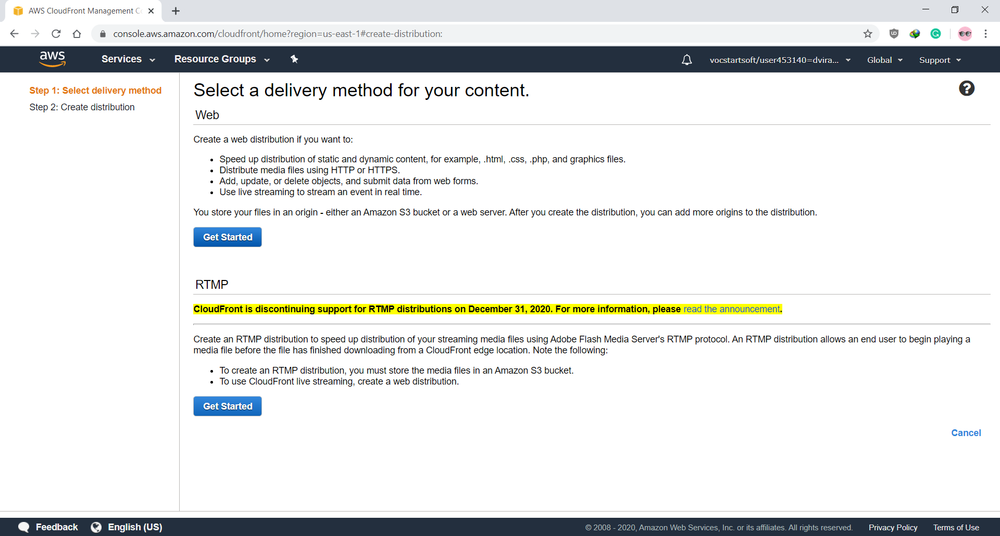 AWS CloudFront Management Co
console.aws.amazon.com/cloudfront/home?region=us-east-1#create-distribution:
aws
Services
Resource Groups
vocstartsoft/user453140=dvira...
Global
Support
Step 1: Select delivery method
Step 2: Create distribution
Select a delivery method for your content.
Web
Create a web distribution if you want to:
• Speed up distribution of static and dynamic content, for example, .html, .css, .php, and graphics files.
• Distribute media files using HTTP or HTTPS.
• Add, update, or delete objects, and submit data from web forms.
• Use live streaming to stream an event in real time.
You store your files in an origin - either an Amazon S3 bucket or a web server. After you create the distribution, you can add more origins to the distribution.
Get Started
RTMP
CloudFront is discontinuing support for RTMP distributions on December 31, 2020. For more information, please read the announcement.
Create an RTMP distribution to speed up distribution of your streaming media files using Adobe Flash Media Server's RTMP protocol. An RTMP distribution allows an end user to begin playing a
media file before the file has finished downloading from a CloudFront edge location. Note the following:
• To create an RTMP distribution, you must store the media files in an Amazon S3 bucket.
• To use CloudFront live streaming, create a web distribution.
Get Started
Cancel
Feedback
English (US)
© 2008 - 2020, Amazon Web Services, Inc. or its affiliates. All rights reserved.
Privacy Policy
Terms of Use